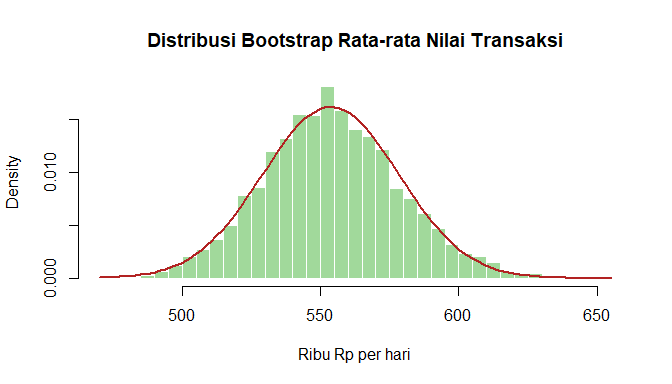 Distribusi Bootstrap Rata-rata Nilai Transaksi
Density
0.010
0.000
500 550 600 650
Ribu Rp per hari